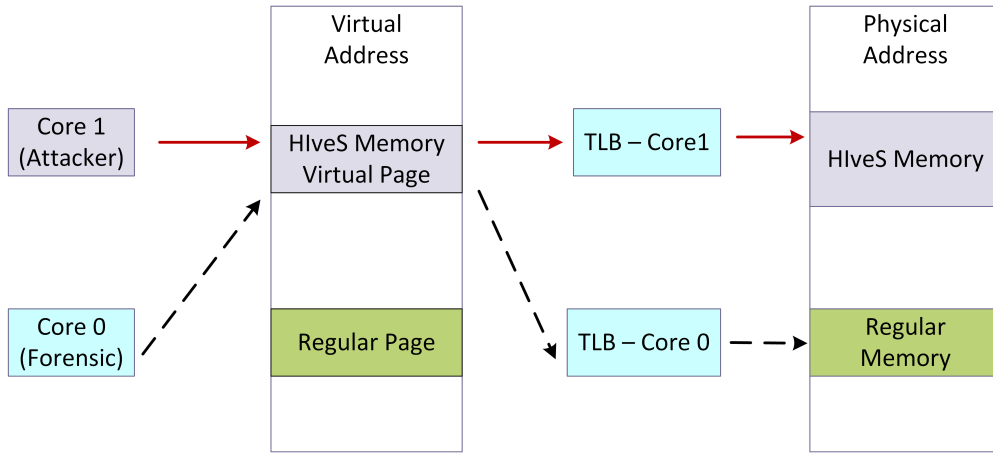 Virtual
Address
Physical
Address
Core 1
(Attacker)
HIveS Memory
Virtual Page
TLB – Core1
HIveS Memory
Core 0
(Forensic)
Regular Page
TLB – Core 0
Regular
Memory